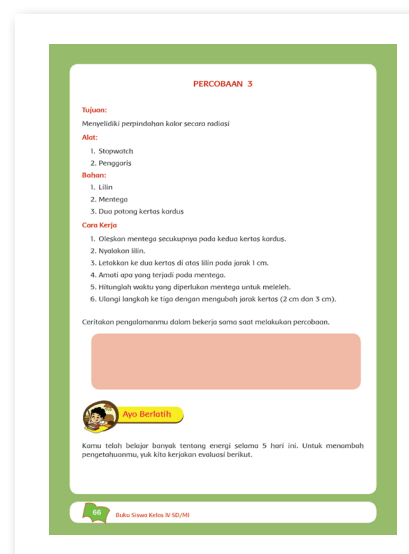 PERCOBAAN 3
Tujuan:
Menyelidiki perpindahan kalor secara radiasi
Alat:
1. Stopwatch
2. Penggaris
Bahan:
1. Lilin
2. Mentega
3. Dua potong kertas kardus
Cara Kerja
1. Oleskan mentega secukupnya pada kedua kertas kardus.
2. Nyalakan lilin.
3. Letakkan ke dua kertas di atas lilin pada jarak 1 cm.
4. Amati apa yang terjadi pada mentega.
5. Hitunglah waktu yang diperlukan mentega untuk meleleh.
6. Ulangi langkah ke tiga dengan mengubah jarak kertas (2 cm dan 3 cm).
Ceritakan pengalamanmu dalam bekerja sama saat melakukan percobaan.
Ayo Berlatih
Kamu telah belajar banyak tentang energi selama 5 hari ini. Untuk menambah
pengetahuanmu, yuk kita kerjakan evaluasi berikut.
66
Buku Siswa Kelas IV SD/MI